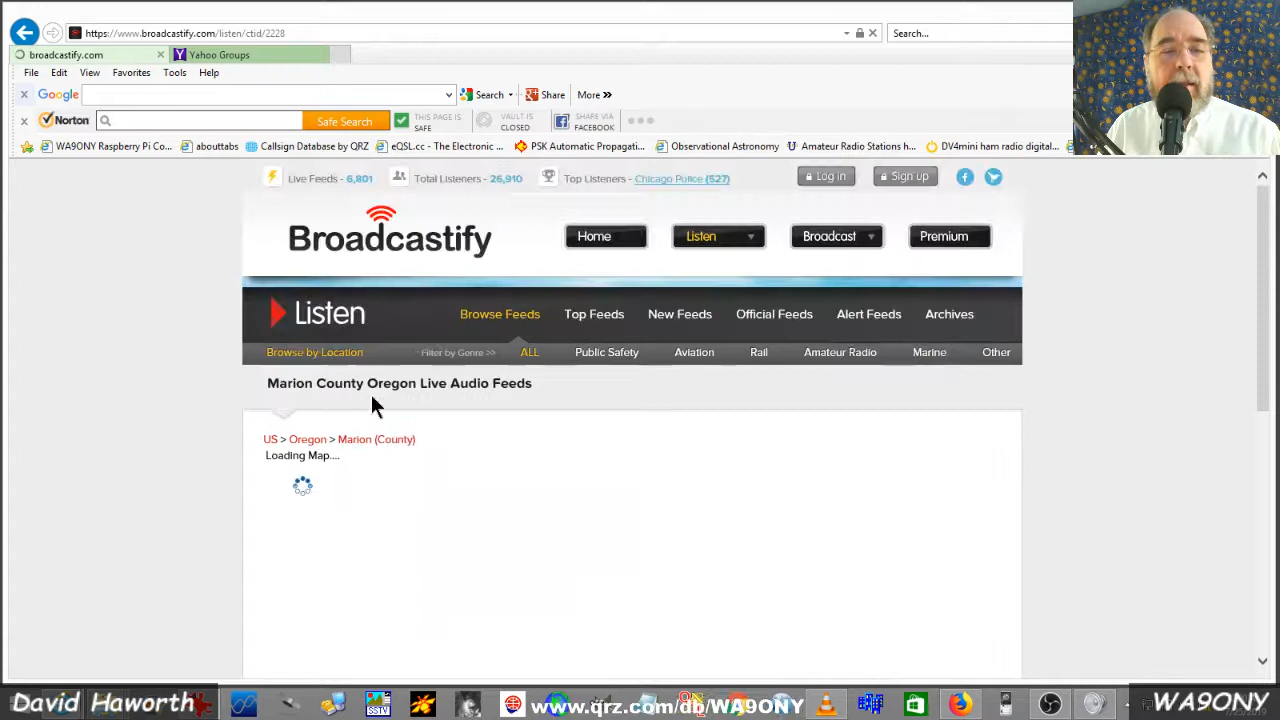 https://www.broadcastify.com/listen/ctid/2228
Search...
broadcastify.com
Yahoo Groups
File Edit View Favorites Tools Help
Google Search Share More »
Norton Safe Search THIS PAGE IS SAFE VAULT IS CLOSED SHARE VIA FACEBOOK
WA9ONY Raspberry Pi Co... abouttabs Callsign Database by QRZ eQSL.cc - The Electronic ... PSK Automatic Propagati... Observational Astronomy Amateur Radio Stations h... DV4mini ham radio digital...
Live Feeds - 6,801 Total Listeners - 26,910 Top Listeners - Chicago Police (527) Log in Sign up
Broadcastify Home Listen Broadcast Premium
Listen Browse Feeds Top Feeds New Feeds Official Feeds Alert Feeds Archives
Browse by Location Filter by Genre >> ALL Public Safety Aviation Rail Amateur Radio Marine Other
Marion County Oregon Live Audio Feeds
US > Oregon > Marion (County)
Loading Map....
SSTV
David Haworth www.qrz.com/db/WA9ONY WA9ONY